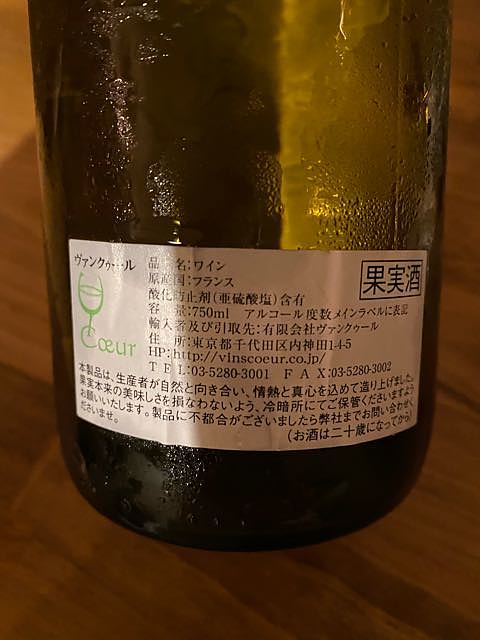 ヴァンクゥール
Cœur
品 名:ワイン
原産国:フランス
酸化防止剤(亜硫酸塩)含有
果実酒
容 量:750ml アルコール度数メインラベルに表記
輸入者及び引取先:有限会社ヴァンクゥール
住 所:東京都千代田区内神田1-4-5
HP:http://vinscoeur.co.jp/
TEL:03-5280-3001 FAX:03-5280-3002
本製品は、生産者が自然と向き合い、情熱と真心を込めて造り上げました。
果実本来の美味しさを損なわないよう、冷暗所にてご保管くださいますよう
お願いいたします。製品に不都合がございましたら弊社までお問い合わせく
ださいませ。
(お酒は二十歳になってから)